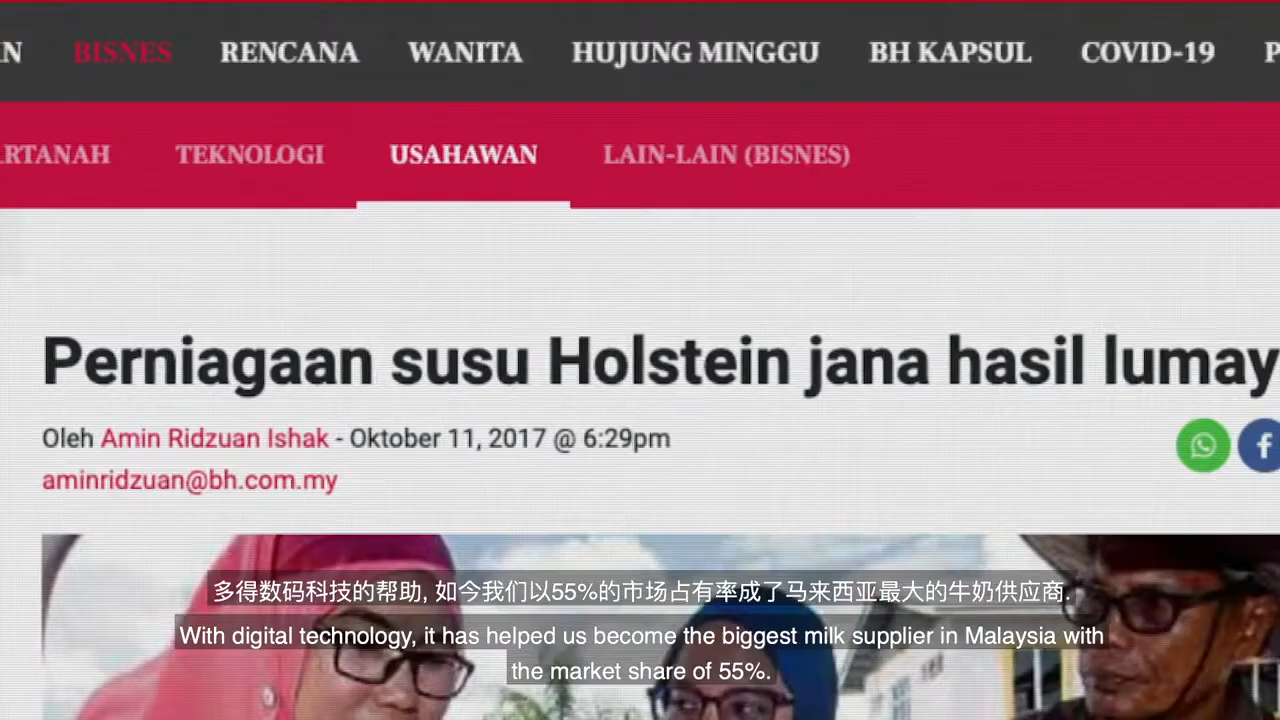 BISNES RENCANA WANITA HUJUNG MINGGU BH KAPSUL COVID-19
TEKNOLOGI USAHAWAN LAIN-LAIN (BISNES)
Perniagaan susu Holstein jana hasil lumay
Oleh Amin Ridzuan Ishak - Oktober 11, 2017 @ 6:29pm
aminridzuan@bh.com.my
多得数码科技的帮助, 如今我们以55%的市场占有率成了马来西亚最大的牛奶供应商.
With digital technology, it has helped us become the biggest milk supplier in Malaysia with
the market share of 55%.